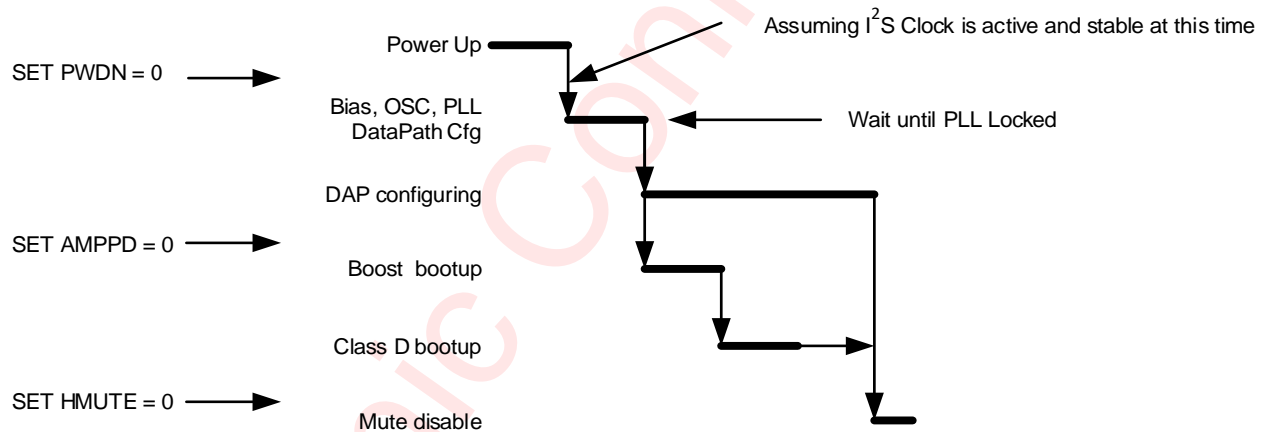 Assuming I2S Clock is active and stable at this time
Power Up
SET PWDN = 0
Bias, OSC, PLL
DataPath Cfg
Wait until PLL Locked
DAP configuring
SET AMPPD = 0
Boost bootup
Class D bootup
SET HMUTE = 0
Mute disable